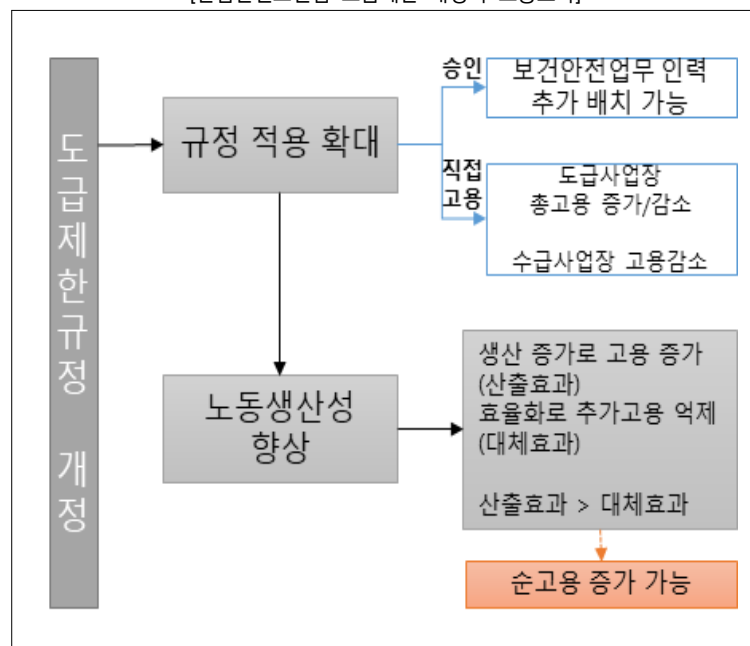 도급제한규정 개정
규정 적용 확대
승인
보건안전업무 인력
추가 배치 가능
직접
고용
도급사업장
총고용 증가/감소
수급사업장 고용감소
노동생산성
향상
생산 증가로 고용 증가
(산출효과)
효율화로 추가고용 억제
(대체효과)
산출효과 > 대체효과
순고용 증가 가능